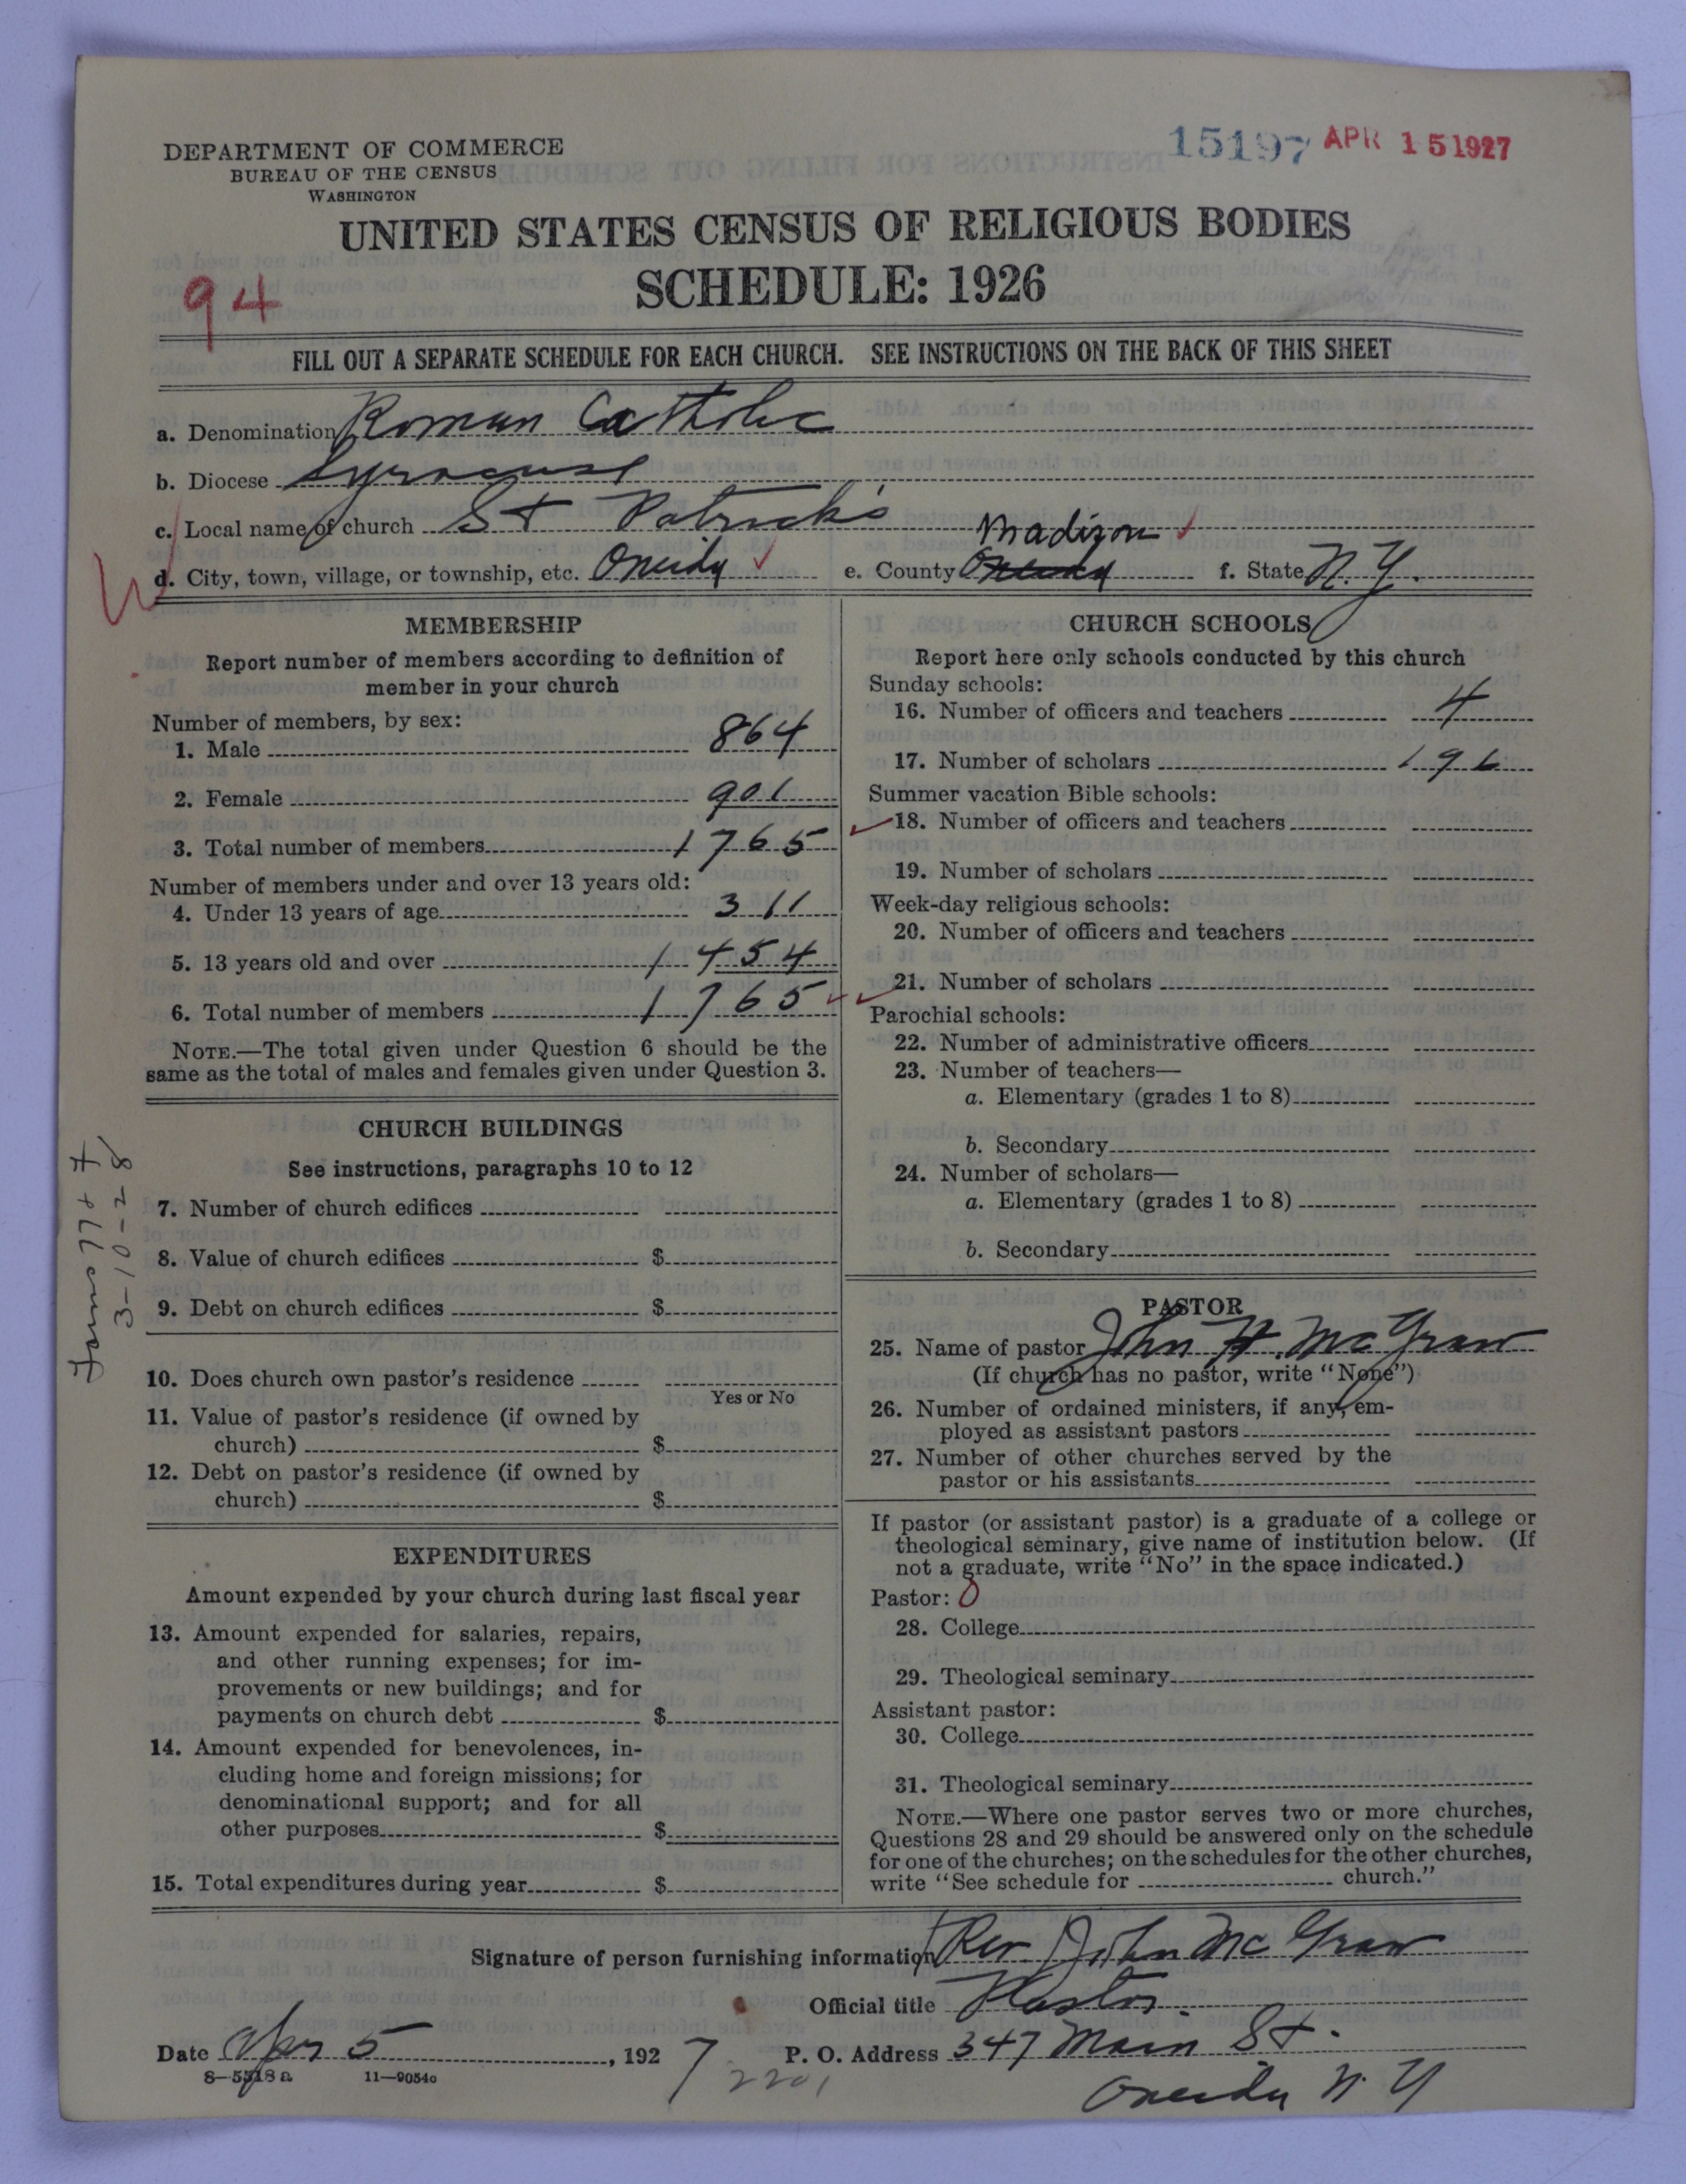 15197 APR 15 1927
DEPARTMENT OF COMMERCE
BUREAU OF THE CENSUS
WASHINGTON
UNITED STATES CENSUS OF RELIGIOUS BODIES
SCHEDULE: 1926
94
FILL OUT A SEPARATE SCHEDULE FOR EACH CHURCH. SEE INSTRUCTIONS ON THE BACK OF THIS SHEET
a. Denomination Roman Catholic
b. Diocese Syracuse
c. Local name of church St Patrick's
Madison
d. City, town, village, or township, etc. Oneida e. County Oneida f. State N.Y.
MEMBERSHIP
Report number of members according to definition of
member in your church
Number of members, by sex:
1. Male 864
2. Female 901
3. Total number of members 1765
Number of members under and over 13 years old:
4. Under 13 years of age 311
5. 13 years old and over 1454
6. Total number of members 1765
NOTE.—The total given under Question 6 should be the
same as the total of males and females given under Question 3.
CHURCH BUILDINGS
See instructions, paragraphs 10 to 12
7. Number of church edifices
8. Value of church edifices $
9. Debt on church edifices $
10. Does church own pastor's residence
Yes or No
11. Value of pastor's residence (if owned by
church) $
12. Debt on pastor's residence (if owned by
church) $
3-10-28
EXPENDITURES
Amount expended by your church during last fiscal year
13. Amount expended for salaries, repairs,
and other running expenses; for im-
provements or new buildings; and for
payments on church debt $
14. Amount expended for benevolences, in-
cluding home and foreign missions; for
denominational support; and for all
other purposes $
15. Total expenditures during year $
CHURCH SCHOOLS
Report here only schools conducted by this church
Sunday schools:
16. Number of officers and teachers 4
17. Number of scholars 196
Summer vacation Bible schools:
18. Number of officers and teachers
19. Number of scholars
Week-day religious schools:
20. Number of officers and teachers
21. Number of scholars
Parochial schools:
22. Number of administrative officers
23. Number of teachers—
a. Elementary (grades 1 to 8)
b. Secondary
24. Number of scholars—
a. Elementary (grades 1 to 8)
b. Secondary
PASTOR
25. Name of pastor John H. McGraw
(If church has no pastor, write "None")
26. Number of ordained ministers, if any, em-
ployed as assistant pastors
27. Number of other churches served by the
pastor or his assistants
If pastor (or assistant pastor) is a graduate of a college or
theological seminary, give name of institution below. (If
not a graduate, write "No" in the space indicated.)
Pastor: 0
28. College
29. Theological seminary
Assistant pastor:
30. College
31. Theological seminary
NOTE.—Where one pastor serves two or more churches,
Questions 28 and 29 should be answered only on the schedule
for one of the churches; on the schedules for the other churches,
write "See schedule for church."
Signature of person furnishing information Rev John McGraw
Official title Pastor.
Date Apr 5, 1927 P. O. Address 347 Main St.
8-5518a 11-9054c 2201 Oneida N.Y